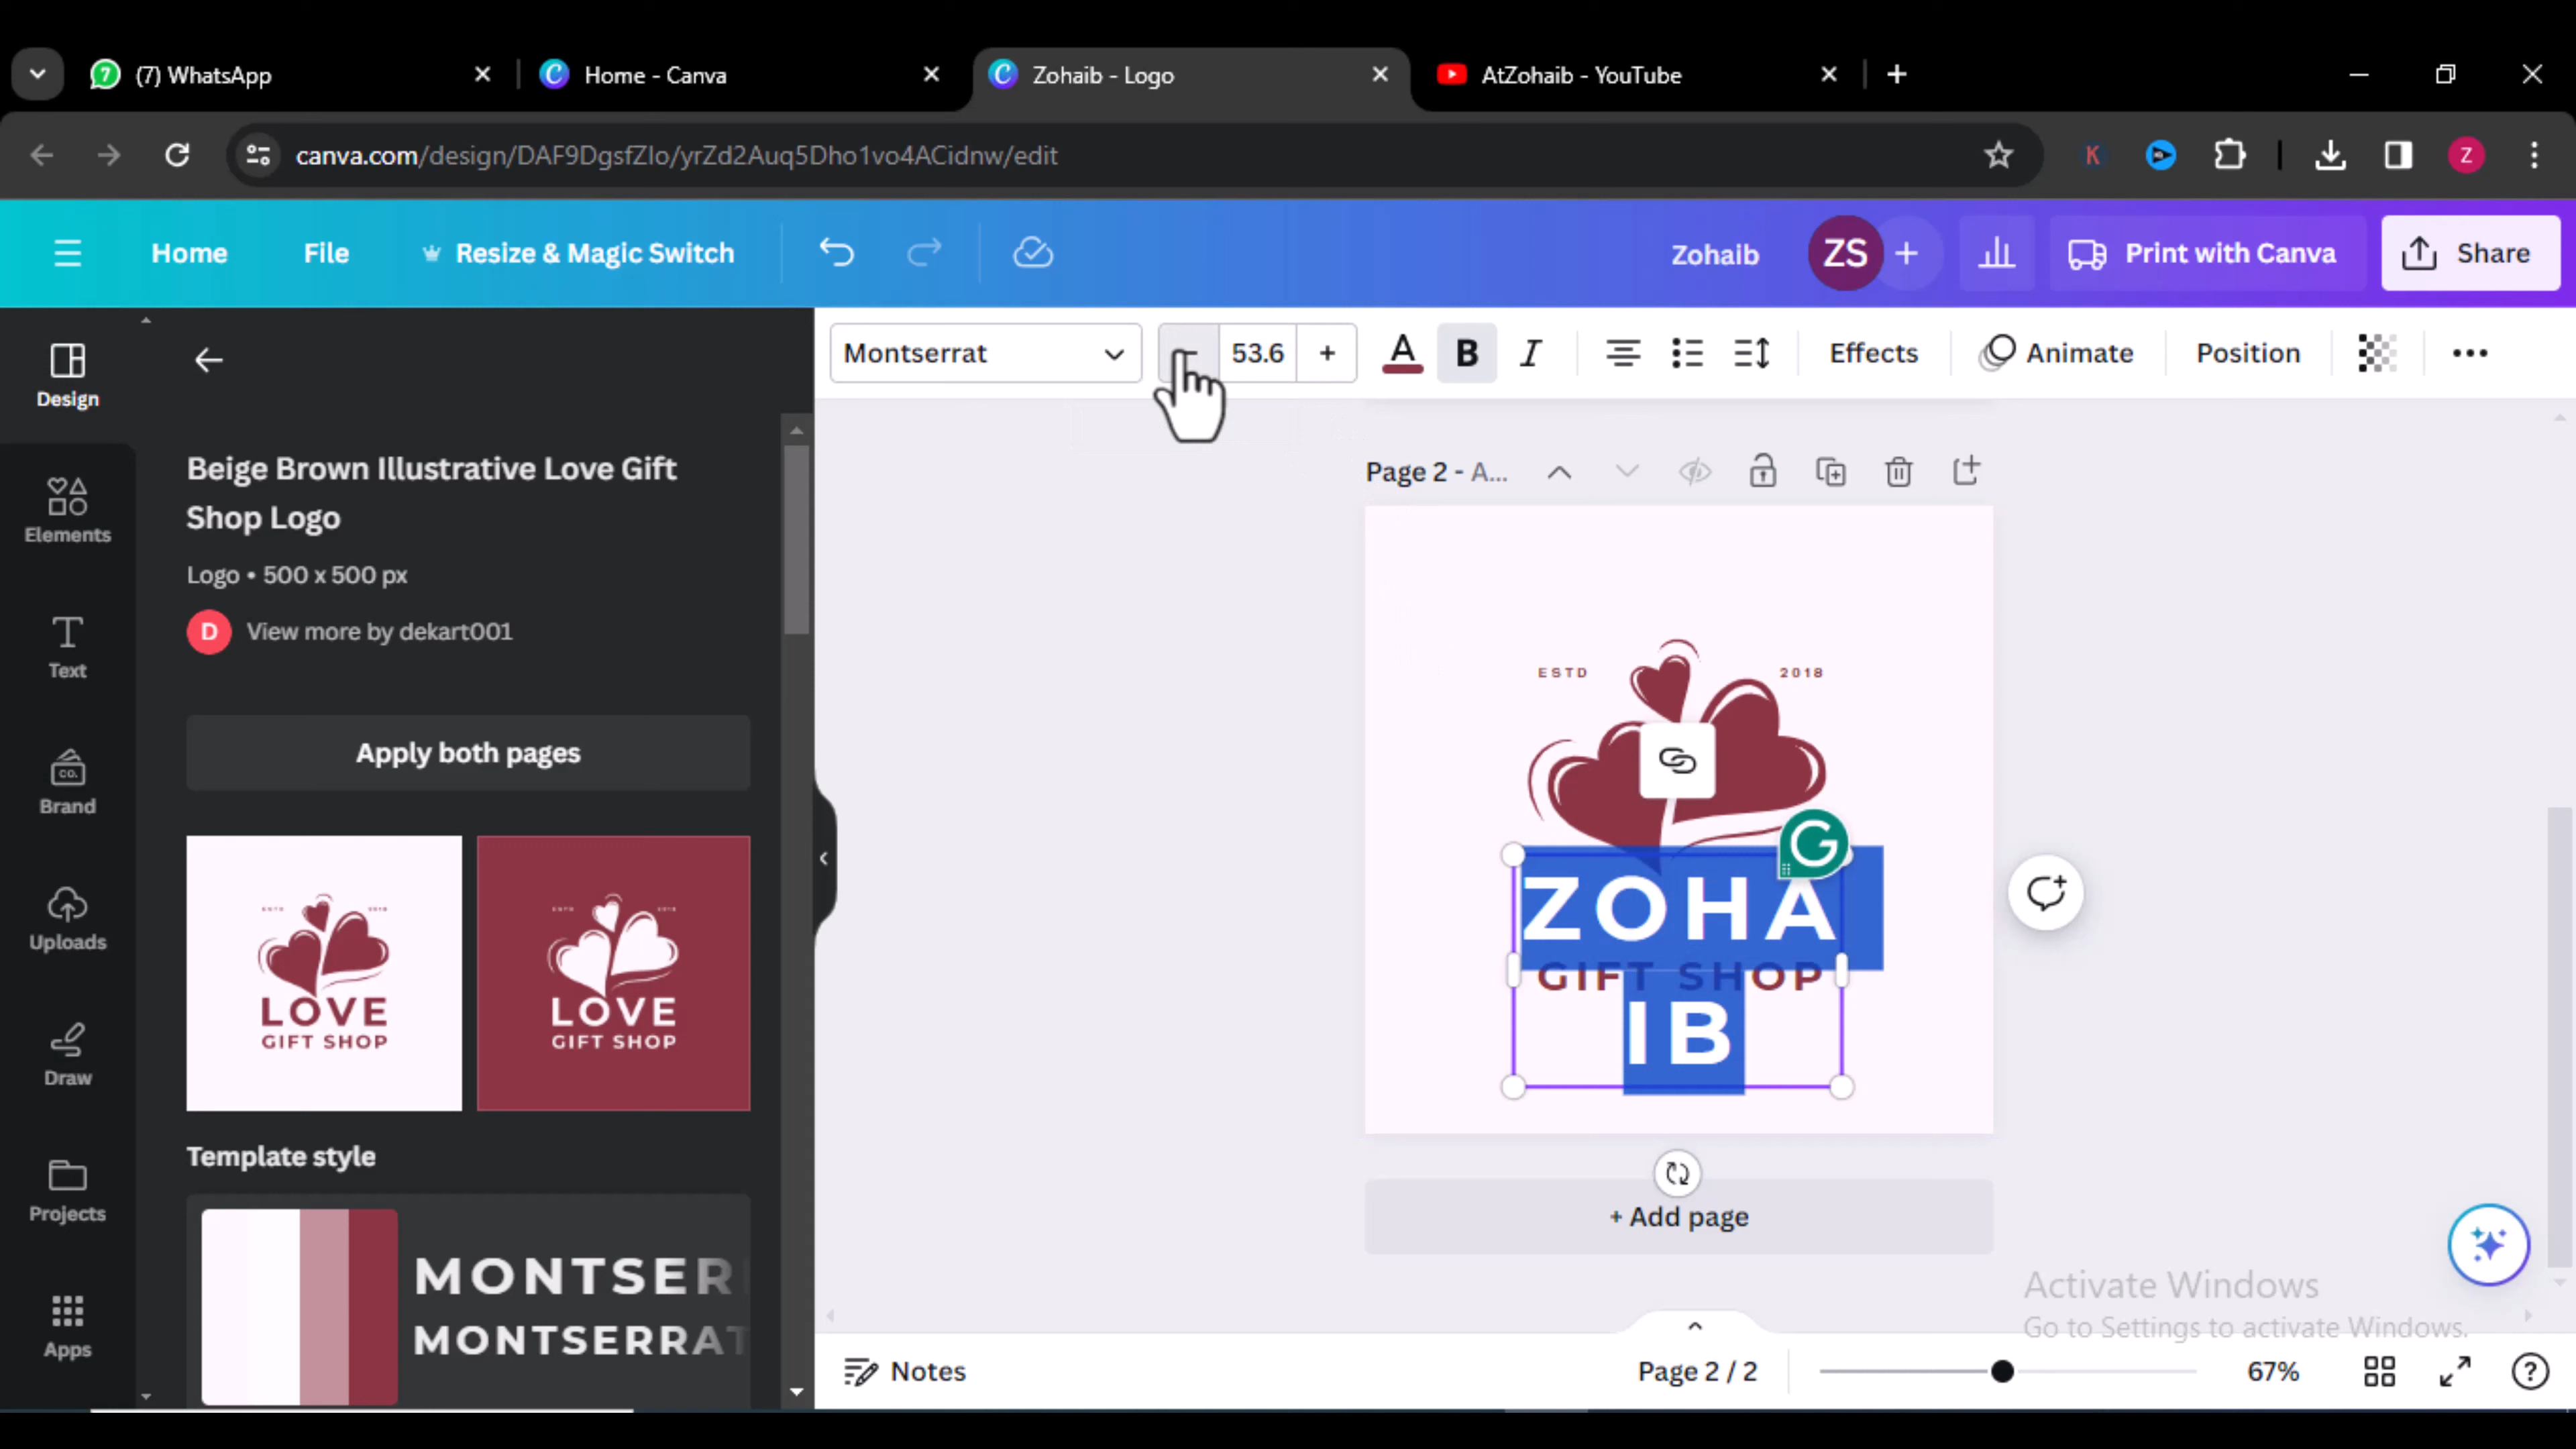 7 (7) WhatsApp
Home - Canva
Zohaib - Logo
AtZohaib - YouTube
canva.com/design/DAF9DgsfZlo/yrZd2Auq5Dho1vo4ACidnw/edit
K
Z
Home
File
Resize & Magic Switch
Zohaib
ZS
Print with Canva
Share
Design
Elements
Text
CO.
Brand
Uploads
Draw
Projects
Apps
Beige Brown Illustrative Love Gift
Shop Logo
Logo • 500 x 500 px
D View more by dekart001
Apply both pages
LOVE
GIFT SHOP
LOVE
GIFT SHOP
Template style
MONTSER
MONTSERRAT
Montserrat
- 53.6 +
A B I
Effects
Animate
Position
Page 2 - A...
ESTD
2018
G
ZOHA
GIFT SHOP
IB
+ Add page
Activate Windows
Go to Settings to activate Windows.
Notes
Page 2 / 2
67%
?